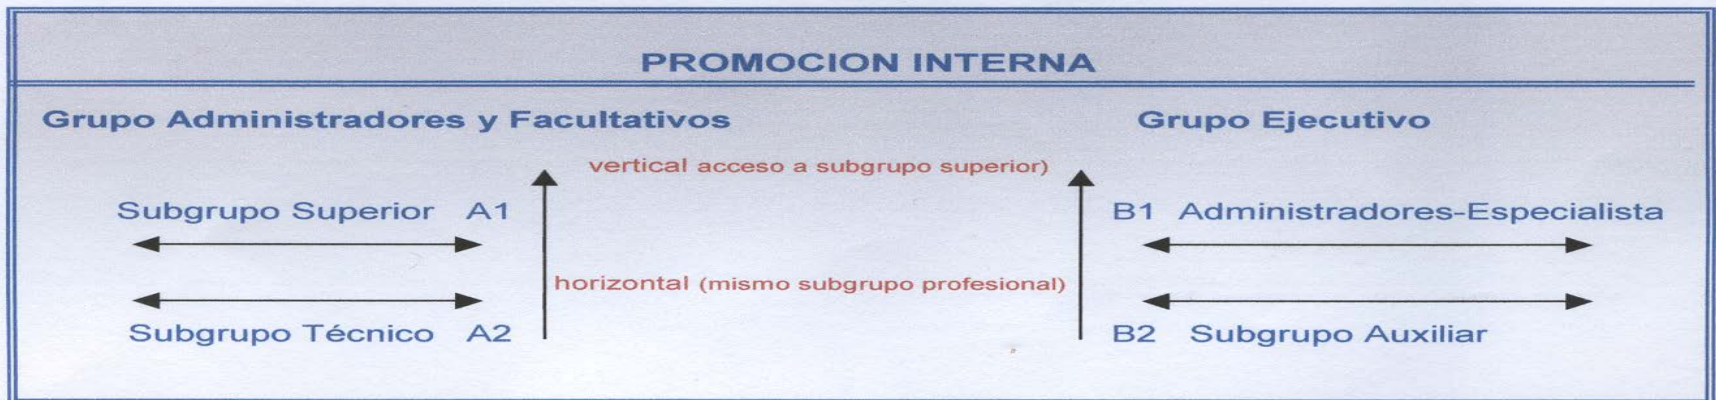 PROMOCION INTERNA
Grupo Administradores y Facultativos
Grupo Ejecutivo
vertical acceso a subgrupo superior)
Subgrupo Superior A1
B1 Administradores-Especialista
horizontal (mismo subgrupo profesional)
Subgrupo Técnico A2
B2 Subgrupo Auxiliar